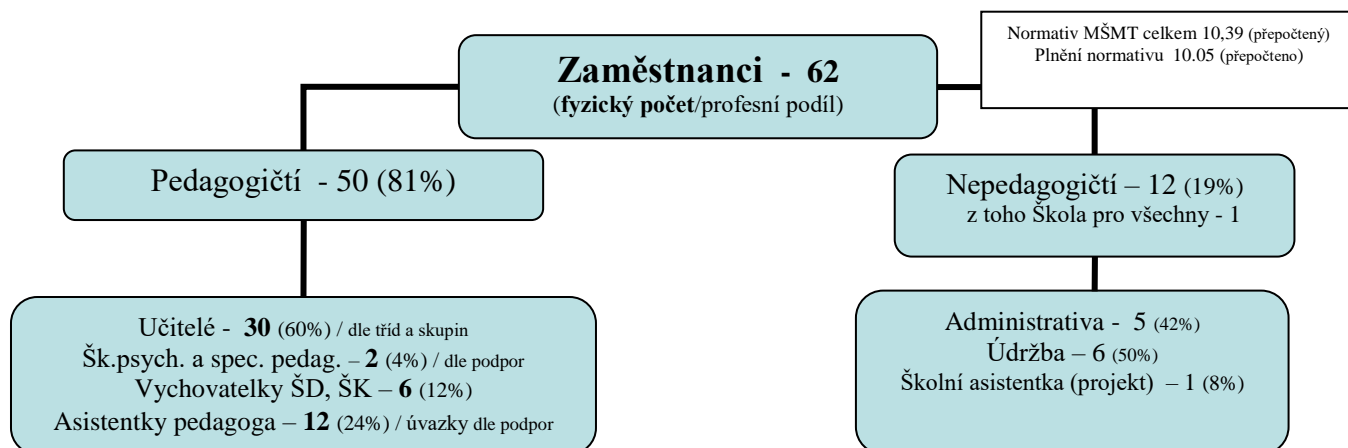 Normativ MŠMT celkem 10,39 (přepočtený)
Plnění normativu 10.05 (přepočteno)
Zaměstnanci - 62
(fyzický počet/profesní podíl)
Pedagogičtí - 50 (81%)
Nepedagogičtí – 12 (19%)
z toho Škola pro všechny - 1
Učitelé - 30 (60%) / dle tříd a skupin
Šk.psych. a spec. pedag. – 2 (4%) / dle podpor
Vychovatelky ŠD, ŠK – 6 (12%)
Asistentky pedagoga – 12 (24%) / úvazky dle podpor
Administrativa - 5 (42%)
Údržba – 6 (50%)
Školní asistentka (projekt) – 1 (8%)